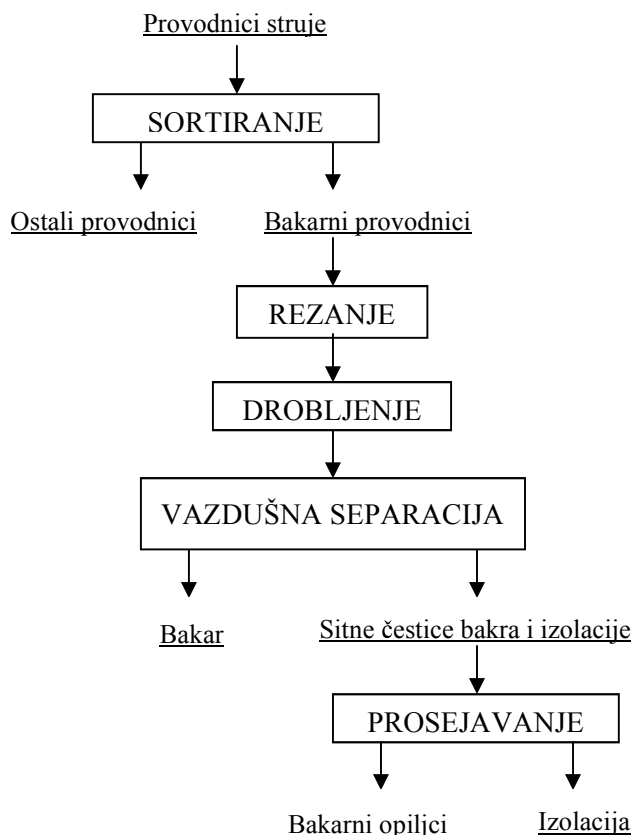 Provodnici struje
SORTIRANJE
Ostali provodnici
Bakarni provodnici
REZANJE
DROBLJENJE
VAZDUŠNA SEPARACIJA
Bakar
Sitne čestice bakra i izolacije
PROSEJAVANJE
Bakarni opiljci
Izolacija